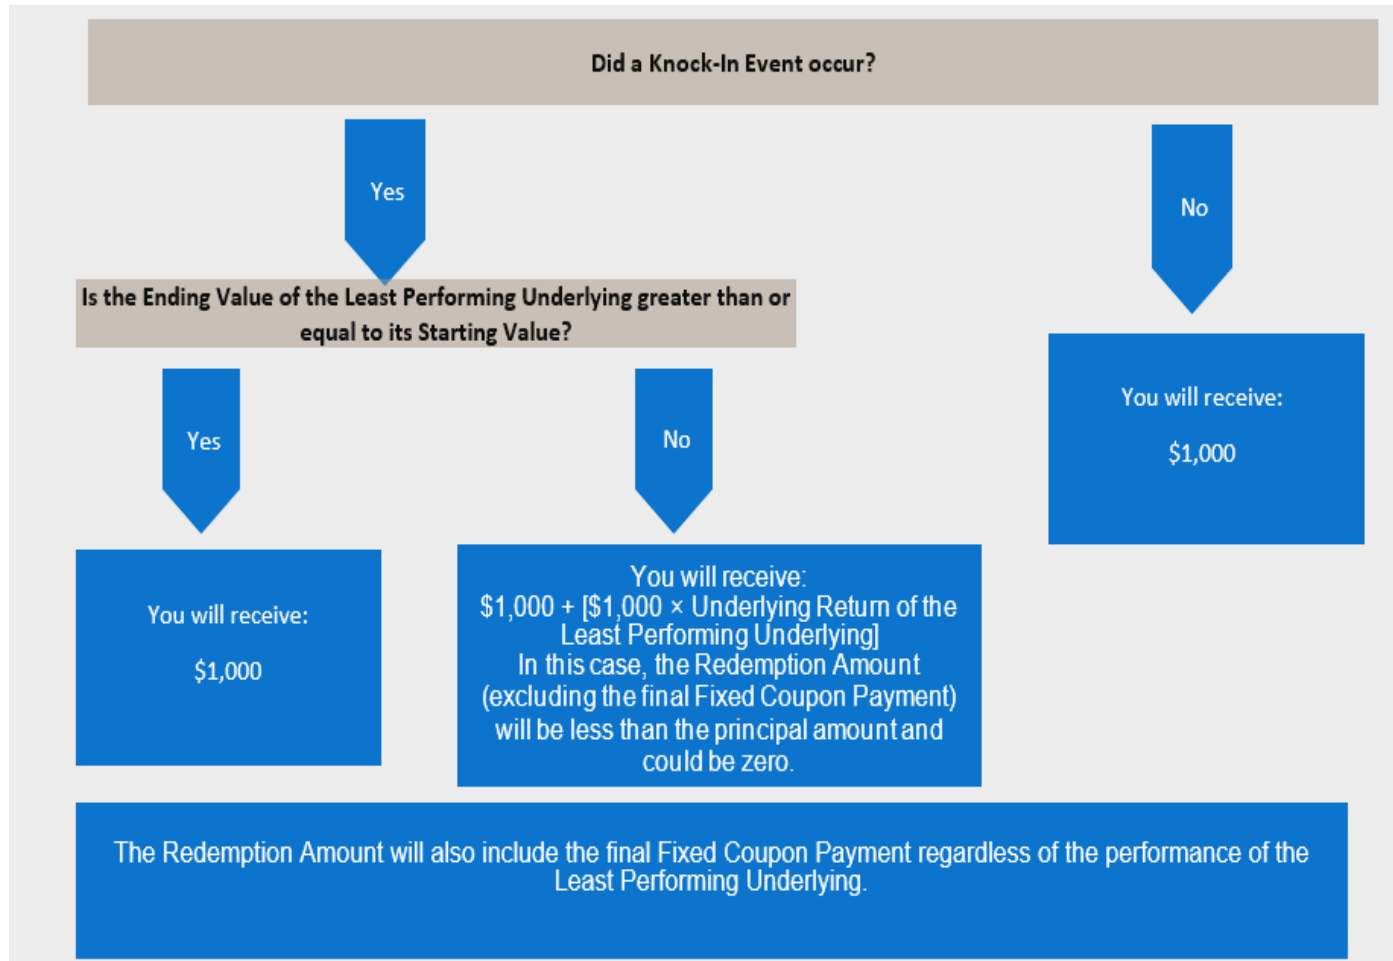 Did a Knock-In Event occur?
Yes
No
Is the Ending Value of the Least Performing Underlying greater than or
equal to its Starting Value?
Yes
No
You will receive:
$1,000
You will receive:
$1,000
You will receive:
$1,000 + [$1,000 × Underlying Return of the
Least Performing Underlying]
In this case, the Redemption Amount
(excluding the final Fixed Coupon Payment)
will be less than the principal amount and
could be zero.
The Redemption Amount will also include the final Fixed Coupon Payment regardless of the performance of the
Least Performing Underlying.